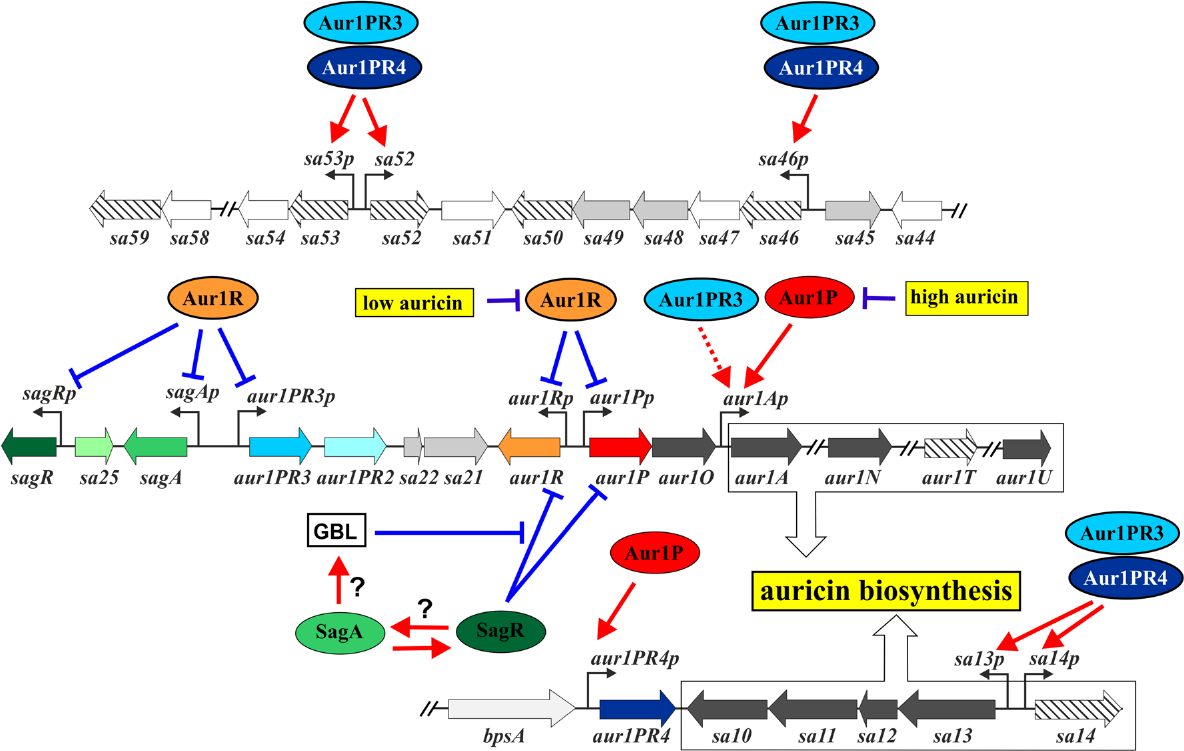 Aur1PR3
Aur1PR4
Aur1PR3
Aur1PR4
sa53p
sa52
sa46p
sa59
sa58
sa54
sa53
sa52
sa51
sa50
sa49
sa48
sa47
sa46
sa45
sa44
Aur1R
low auricin
Aur1R
Aur1PR3
Aur1P
high auricin
sagRp
sagAp
aur1PR3p
aur1Rp
aur1Pp
aur1Ap
sagR
sa25
sagA
aur1PR3
aur1PR2
sa22
sa21
aur1R
aur1P
aur1O
aur1A
aur1N
aur1T
aur1U
GBL
Aur1P
Aur1PR3
Aur1PR4
?
?
SagA
SagR
auricin biosynthesis
aur1PR4p
sa13p
sa14p
bpsA
aur1PR4
sa10
sa11
sa12
sa13
sa14